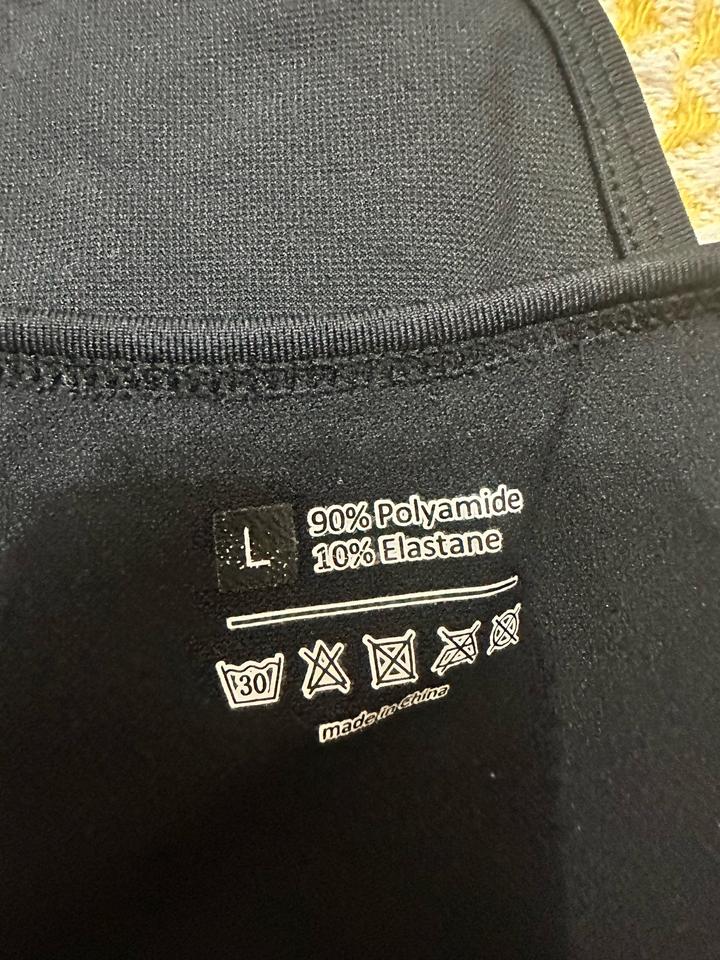 L
90% Polyamide
10% Elastane
30
made in China